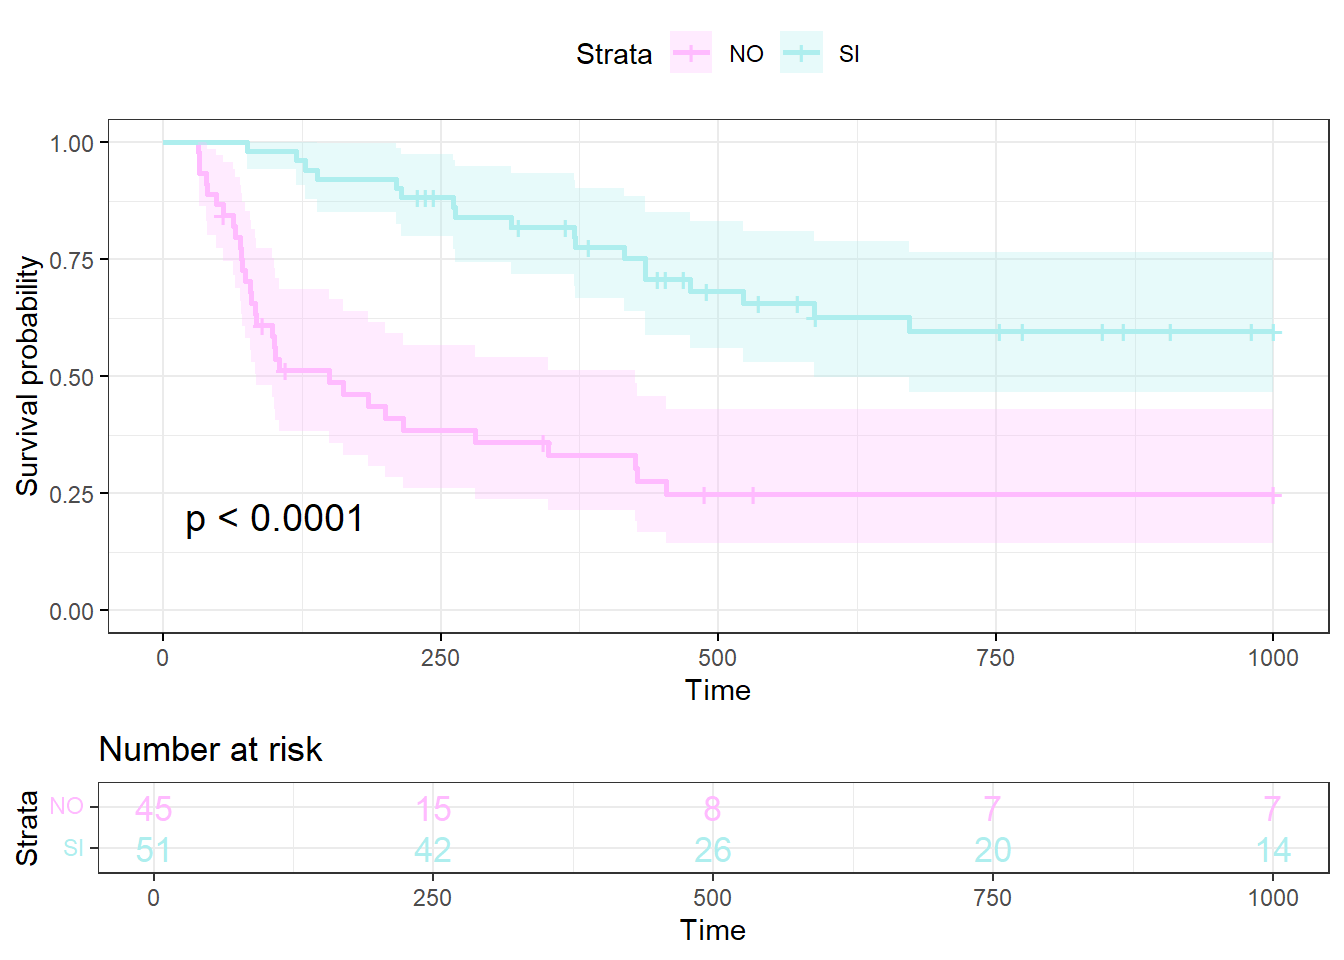 Strata NO SI
Survival probability
1.00
0.75
0.50
0.25
0.00
p < 0.0001
0 250 500 750 1000
Time
Number at risk
Strata
NO 45 15 8 7 7
SI 51 42 26 20 14
0 250 500 750 1000
Time